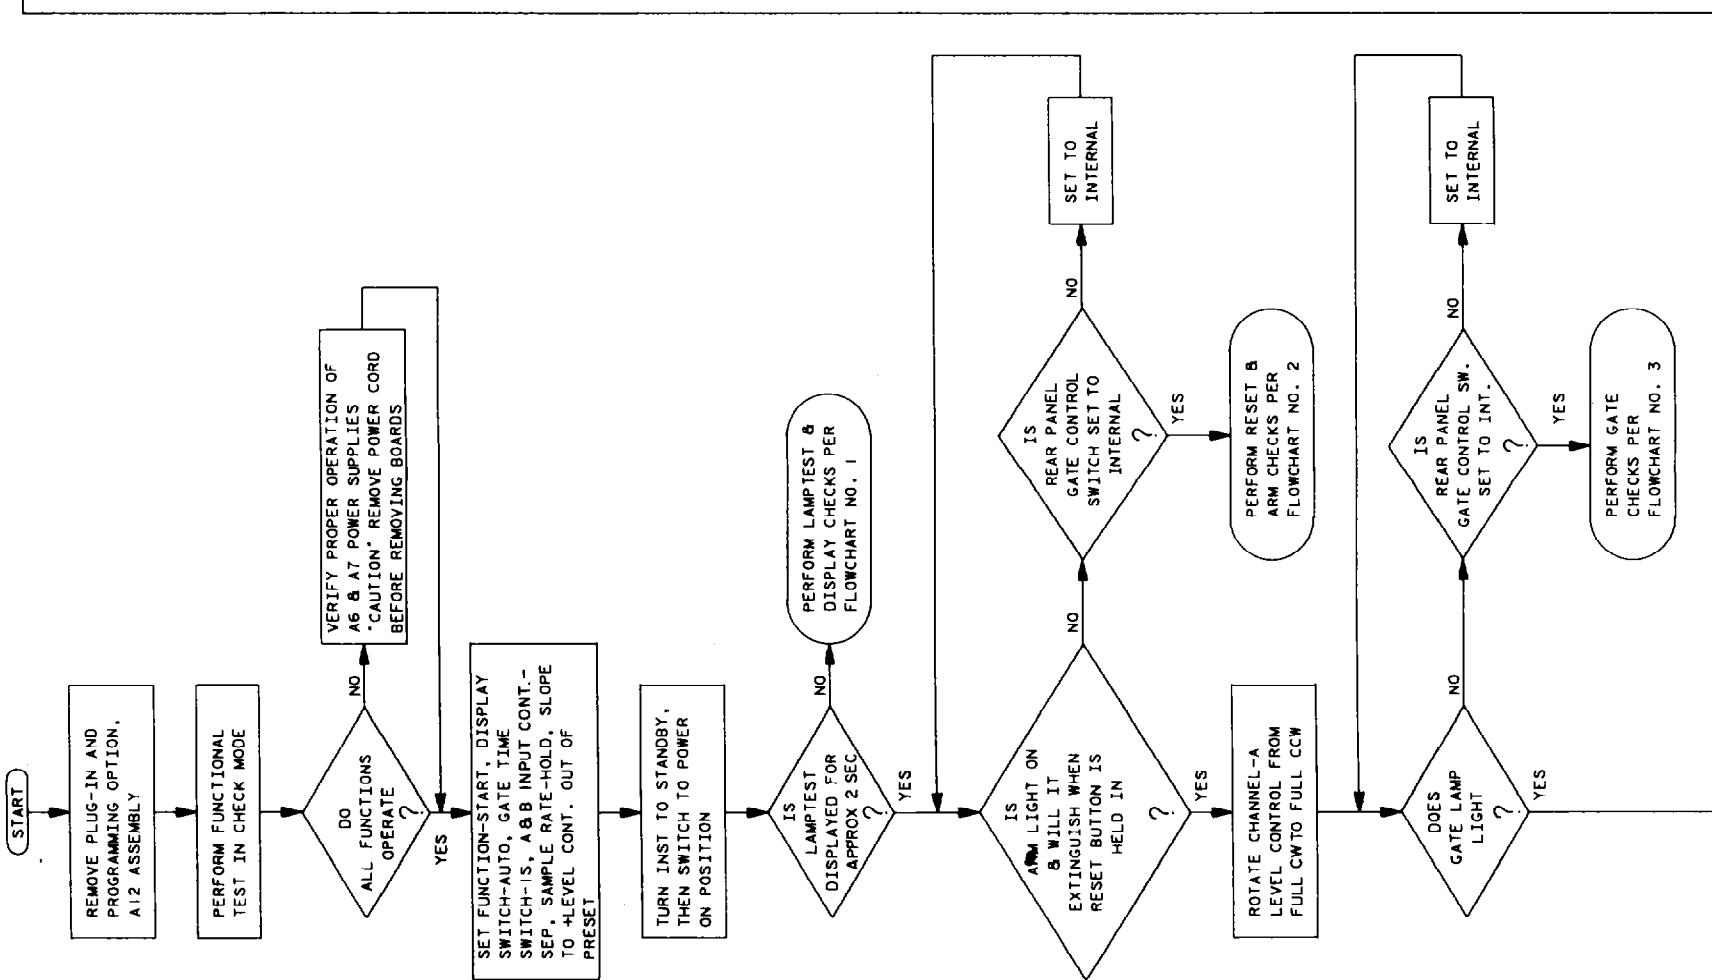 START
REMOVE PLUG-IN AND
PROGRAMMING OPTION,
A12 ASSEMBLY
PERFORM FUNCTIONAL
TEST IN CHECK MODE
DO
ALL FUNCTIONS
OPERATE
?
NO
YES
VERIFY PROPER OPERATION OF
A6 & A7 POWER SUPPLIES
"CAUTION" REMOVE POWER CORD
BEFORE REMOVING BOARDS
SET FUNCTION-START, DISPLAY
SWITCH-AUTO, GATE TIME
SWITCH-1S, A & B INPUT CONT.-
SEP, SAMPLE RATE-HOLD, SLOPE
TO +LEVEL CONT. OUT OF
PRESET
TURN INST TO STANDBY,
THEN SWITCH TO POWER
ON POSITION
IS
LAMPTEST
DISPLAYED FOR
APPROX 2 SEC
?
NO
YES
PERFORM LAMPTEST &
DISPLAY CHECKS PER
FLOWCHART NO. 1
IS
ARM LIGHT ON
& WILL IT
EXTINGUISH WHEN
RESET BUTTON IS
HELD IN
?
NO
YES
IS
REAR PANEL
GATE CONTROL
SWITCH SET TO
INTERNAL
?
NO
YES
SET TO
INTERNAL
PERFORM RESET &
ARM CHECKS PER
FLOWCHART NO. 2
ROTATE CHANNEL-A
LEVEL CONTROL FROM
FULL CW TO FULL CCW
DOES
GATE LAMP
LIGHT
?
NO
YES
IS
REAR PANEL
GATE CONTROL SW.
SET TO INT.
?
NO
YES
SET TO
INTERNAL
PERFORM GATE
CHECKS PER
FLOWCHART NO. 3